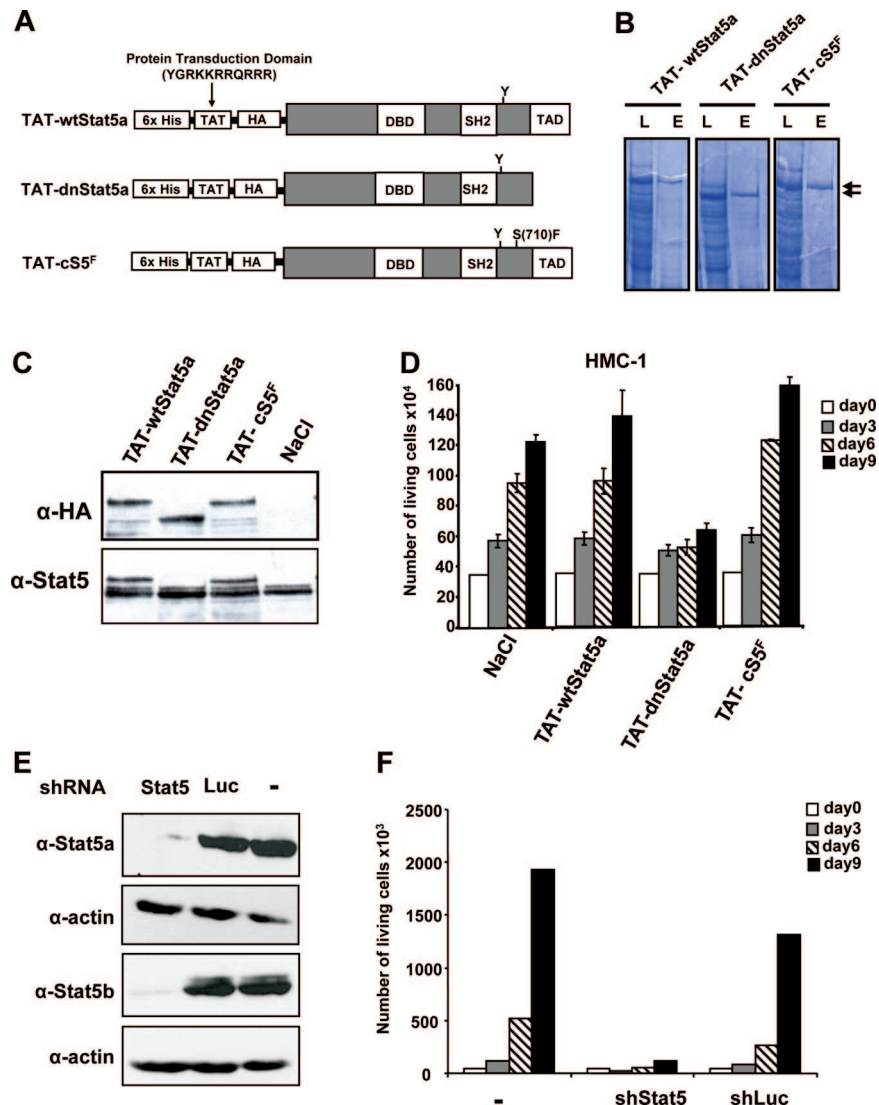 A
Protein Transduction Domain
(YGRKKRRQRRR)
TAT-wtStat5a
6x His TAT HA DBD SH2 Y TAD
TAT-dnStat5a
6x His TAT HA DBD SH2 Y
TAT-cS5F
6x His TAT HA DBD SH2 Y S(710)F TAD
B
TAT- wtStat5a
TAT-dnStat5a
TAT- cS5F
L E L E L E
C
TAT-wtStat5a
TAT-dnStat5a
TAT- cS5F
NaCl
α-HA
α-Stat5
D
HMC-1
Number of living cells x10⁴
160
140
120
100
80
60
40
20
0
NaCl
TAT-wtStat5a
TAT-dnStat5a
TAT- cS5F
day0
day3
day6
day9
E
shRNA Stat5 Luc -
α-Stat5a
α-actin
α-Stat5b
α-actin
F
Number of living cells x10³
2500
2000
1500
1000
500
0
- shStat5 shLuc
day0
day3
day6
day9